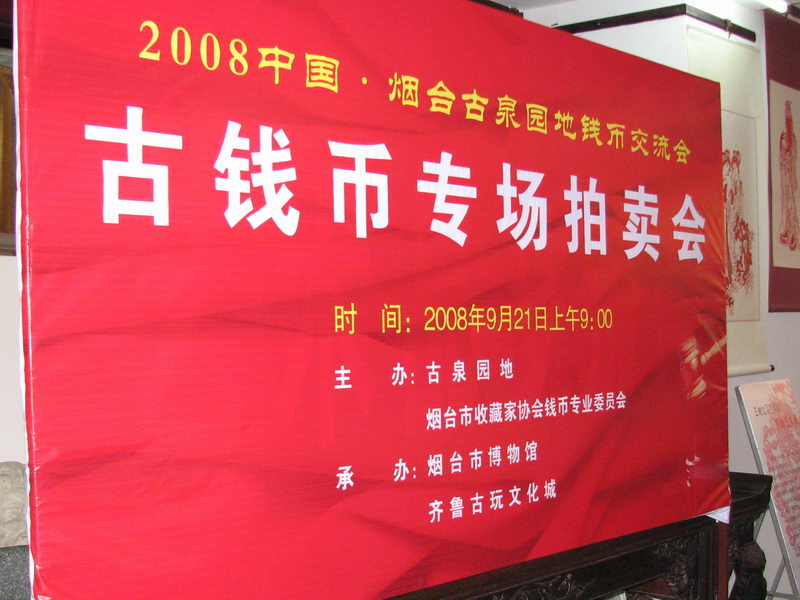 2008中国·烟台古泉园地钱币交流会
古钱币专场拍卖会
时 间：2008年9月21日上午9：00
主 办：古泉园地
烟台市收藏家协会钱币专业委员会
承 办：烟台市博物馆
齐鲁古玩文化城